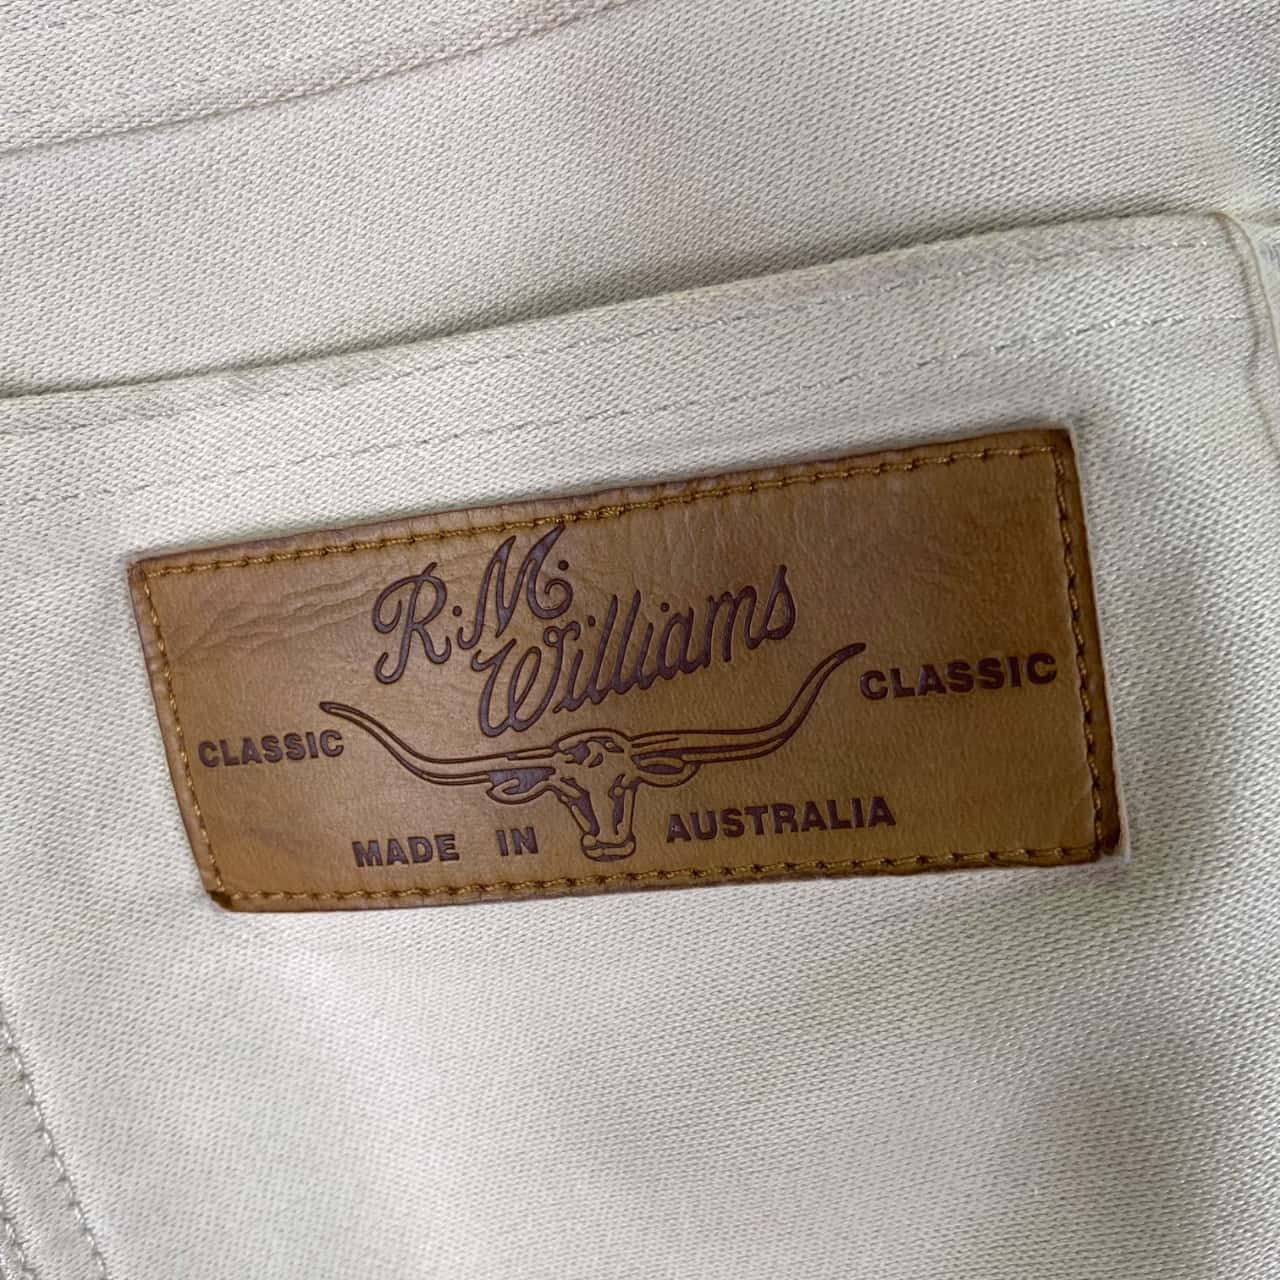 R.M.
Williams
CLASSIC CLASSIC
MADE IN AUSTRALIA